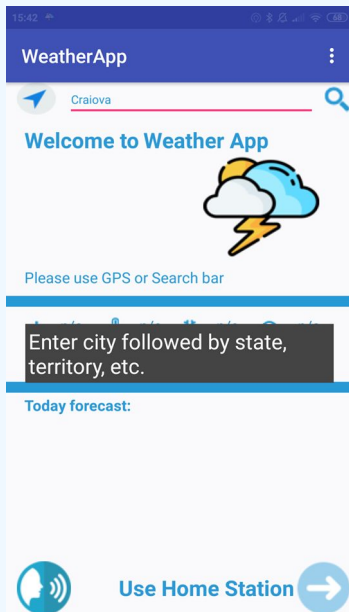 15:42
68
WeatherApp
Craiova
Welcome to Weather App
Please use GPS or Search bar
Enter city followed by state,
territory, etc.
Today forecast:
Use Home Station